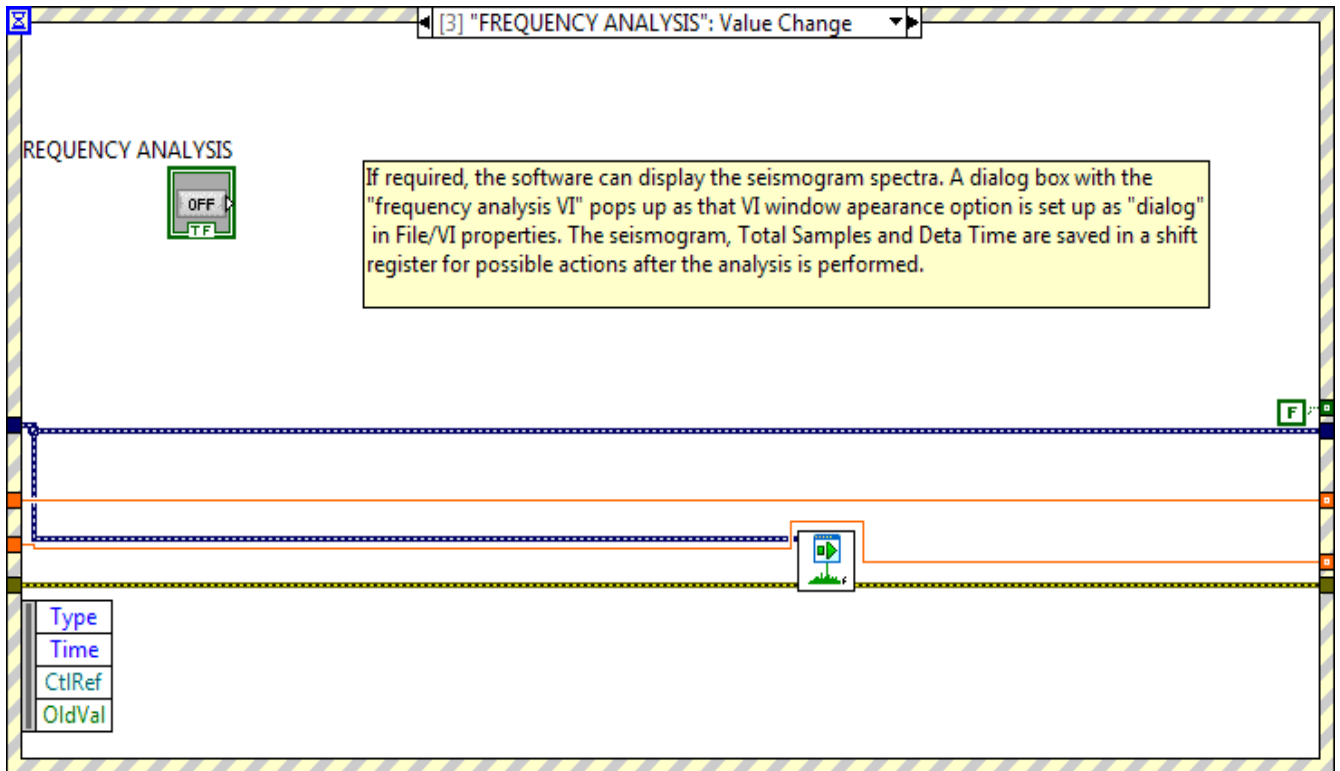 [3] "FREQUENCY ANALYSIS": Value Change
REQUENCY ANALYSIS
OFF
TF
If required, the software can display the seismogram spectra. A dialog box with the
"frequency analysis VI" pops up as that VI window apearance option is set up as "dialog"
in File/VI properties. The seismogram, Total Samples and Deta Time are saved in a shift
register for possible actions after the analysis is performed.
F
F
Type
Time
CtlRef
OldVal